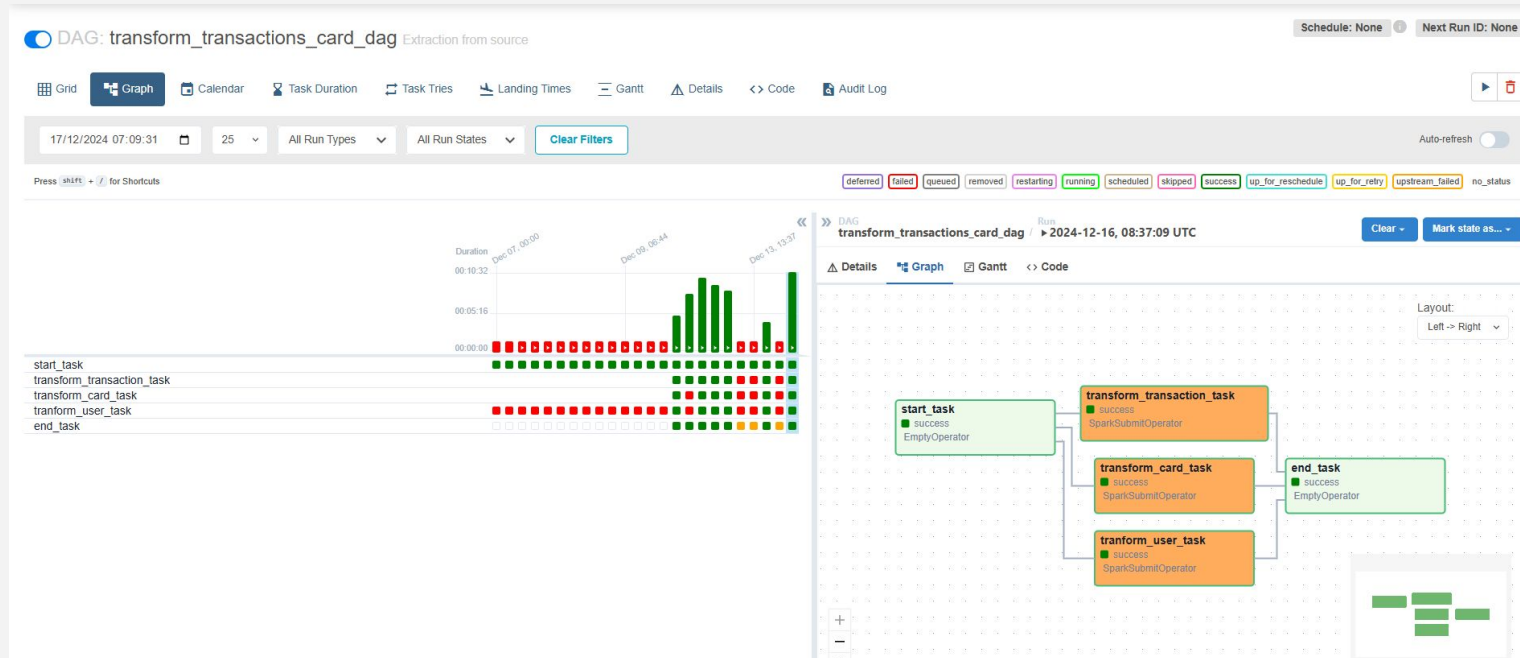 DAG: transform_transactions_card_dag Extraction from source
Schedule: None
Next Run ID: None
Grid Graph Calendar Task Duration Task Tries Landing Times Gantt Details <> Code Audit Log
17/12/2024 07:09:31 25 All Run Types All Run States Clear Filters
Auto-refresh
Press shift + / for Shortcuts
deferred failed queued removed restarting running scheduled skipped success up_for_reschedule up_for_retry upstream_failed no_status
Duration
Dec 07, 00:00
Dec 09, 06:44
Dec 13, 13:37
00:10:32
00:05:16
00:00:00
start_task
transform_transaction_task
transform_card_task
tranform_user_task
end_task
DAG
transform_transactions_card_dag /
Run
2024-12-16, 08:37:09 UTC
Clear
Mark state as...
Details Graph Gantt <> Code
Layout:
Left -> Right
start_task
success
EmptyOperator
transform_transaction_task
success
SparkSubmitOperator
transform_card_task
success
SparkSubmitOperator
tranform_user_task
success
SparkSubmitOperator
end_task
success
EmptyOperator